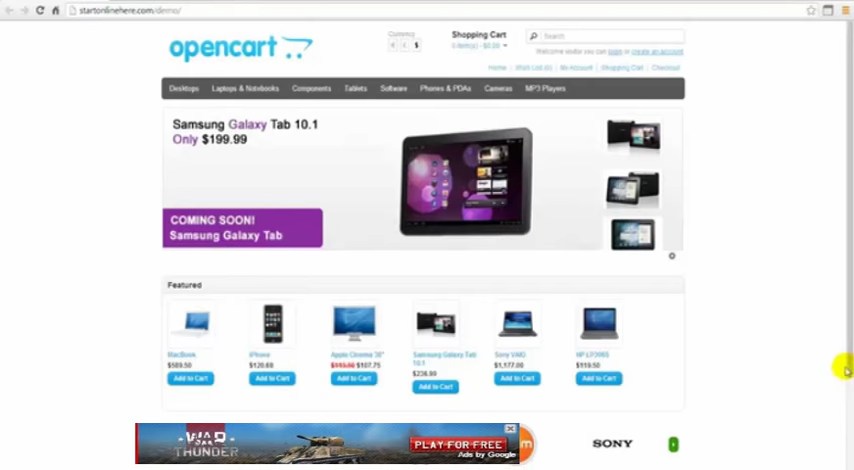 startonlinehere.com/demo/
opencart
Currency
€ £ $
Shopping Cart
0 item(s) - $0.00
Search
Welcome visitor you can login or create an account.
Home Wish List (0) My Account Shopping Cart Checkout
Desktops Laptops & Notebooks Components Tablets Software Phones & PDAs Cameras MP3 Players
Samsung Galaxy Tab 10.1
Only $199.99
COMING SOON!
Samsung Galaxy Tab
Featured
MacBook
$589.50
Add to Cart
iPhone
$120.68
Add to Cart
Apple Cinema 30"
$107.75
Add to Cart
Samsung Galaxy Tab
10.1
$236.99
Add to Cart
Sony VAIO
$1,177.00
Add to Cart
HP LP3065
$119.50
Add to Cart
WAR
THUNDER
PLAY FOR FREE
Ads by Google
m
SONY